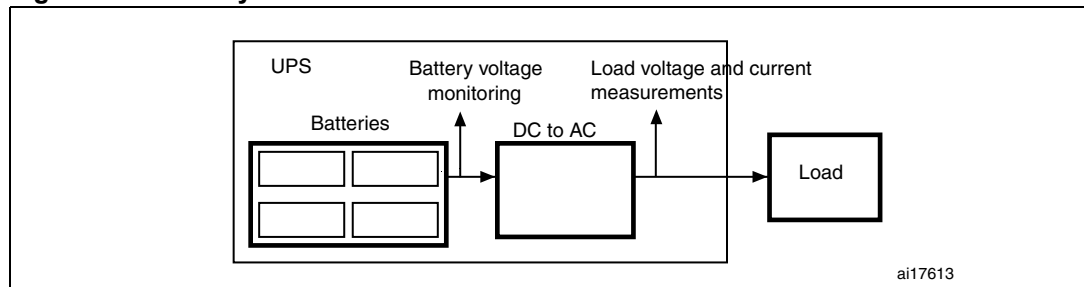 UPS
Battery voltage
monitoring
Load voltage and current
measurements
Batteries
DC to AC
Load
ai17613